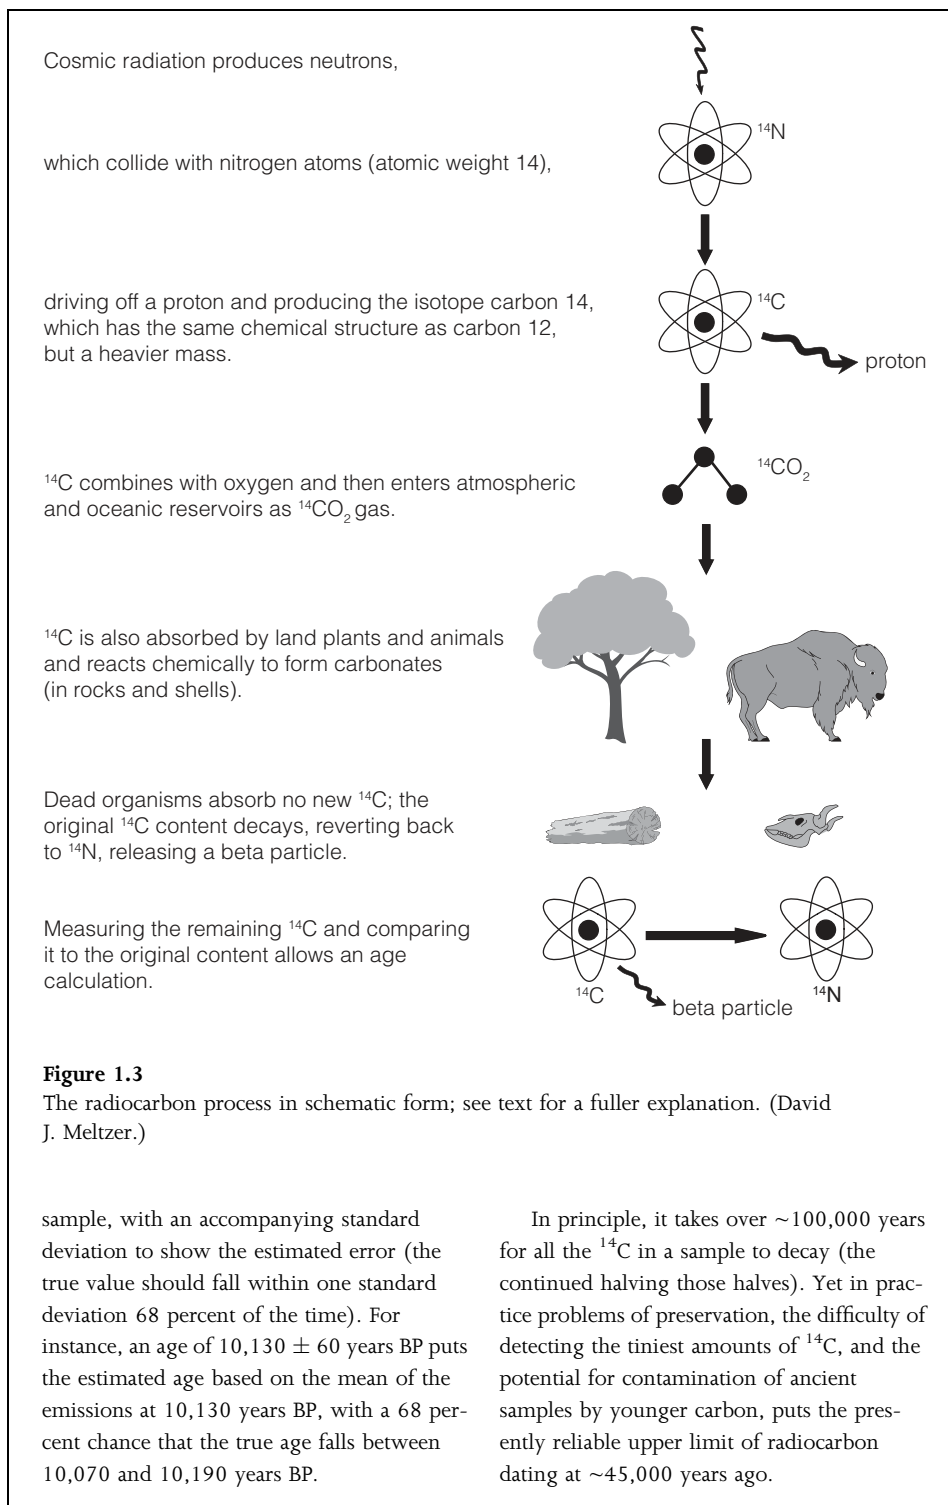 Cosmic radiation produces neutrons,
¹⁴N
which collide with nitrogen atoms (atomic weight 14),
driving off a proton and producing the isotope carbon 14,
which has the same chemical structure as carbon 12,
but a heavier mass.
¹⁴C
proton
¹⁴C combines with oxygen and then enters atmospheric
and oceanic reservoirs as ¹⁴CO₂ gas.
¹⁴CO₂
¹⁴C is also absorbed by land plants and animals
and reacts chemically to form carbonates
(in rocks and shells).
Dead organisms absorb no new ¹⁴C; the
original ¹⁴C content decays, reverting back
to ¹⁴N, releasing a beta particle.
Measuring the remaining ¹⁴C and comparing
it to the original content allows an age
calculation.
¹⁴C
beta particle
¹⁴N
Figure 1.3
The radiocarbon process in schematic form; see text for a fuller explanation. (David
J. Meltzer.)
sample, with an accompanying standard
deviation to show the estimated error (the
true value should fall within one standard
deviation 68 percent of the time). For
instance, an age of 10,130 ± 60 years BP puts
the estimated age based on the mean of the
emissions at 10,130 years BP, with a 68 per-
cent chance that the true age falls between
10,070 and 10,190 years BP.
In principle, it takes over ~100,000 years
for all the ¹⁴C in a sample to decay (the
continued halving those halves). Yet in prac-
tice problems of preservation, the difficulty of
detecting the tiniest amounts of ¹⁴C, and the
potential for contamination of ancient
samples by younger carbon, puts the pres-
ently reliable upper limit of radiocarbon
dating at ~45,000 years ago.